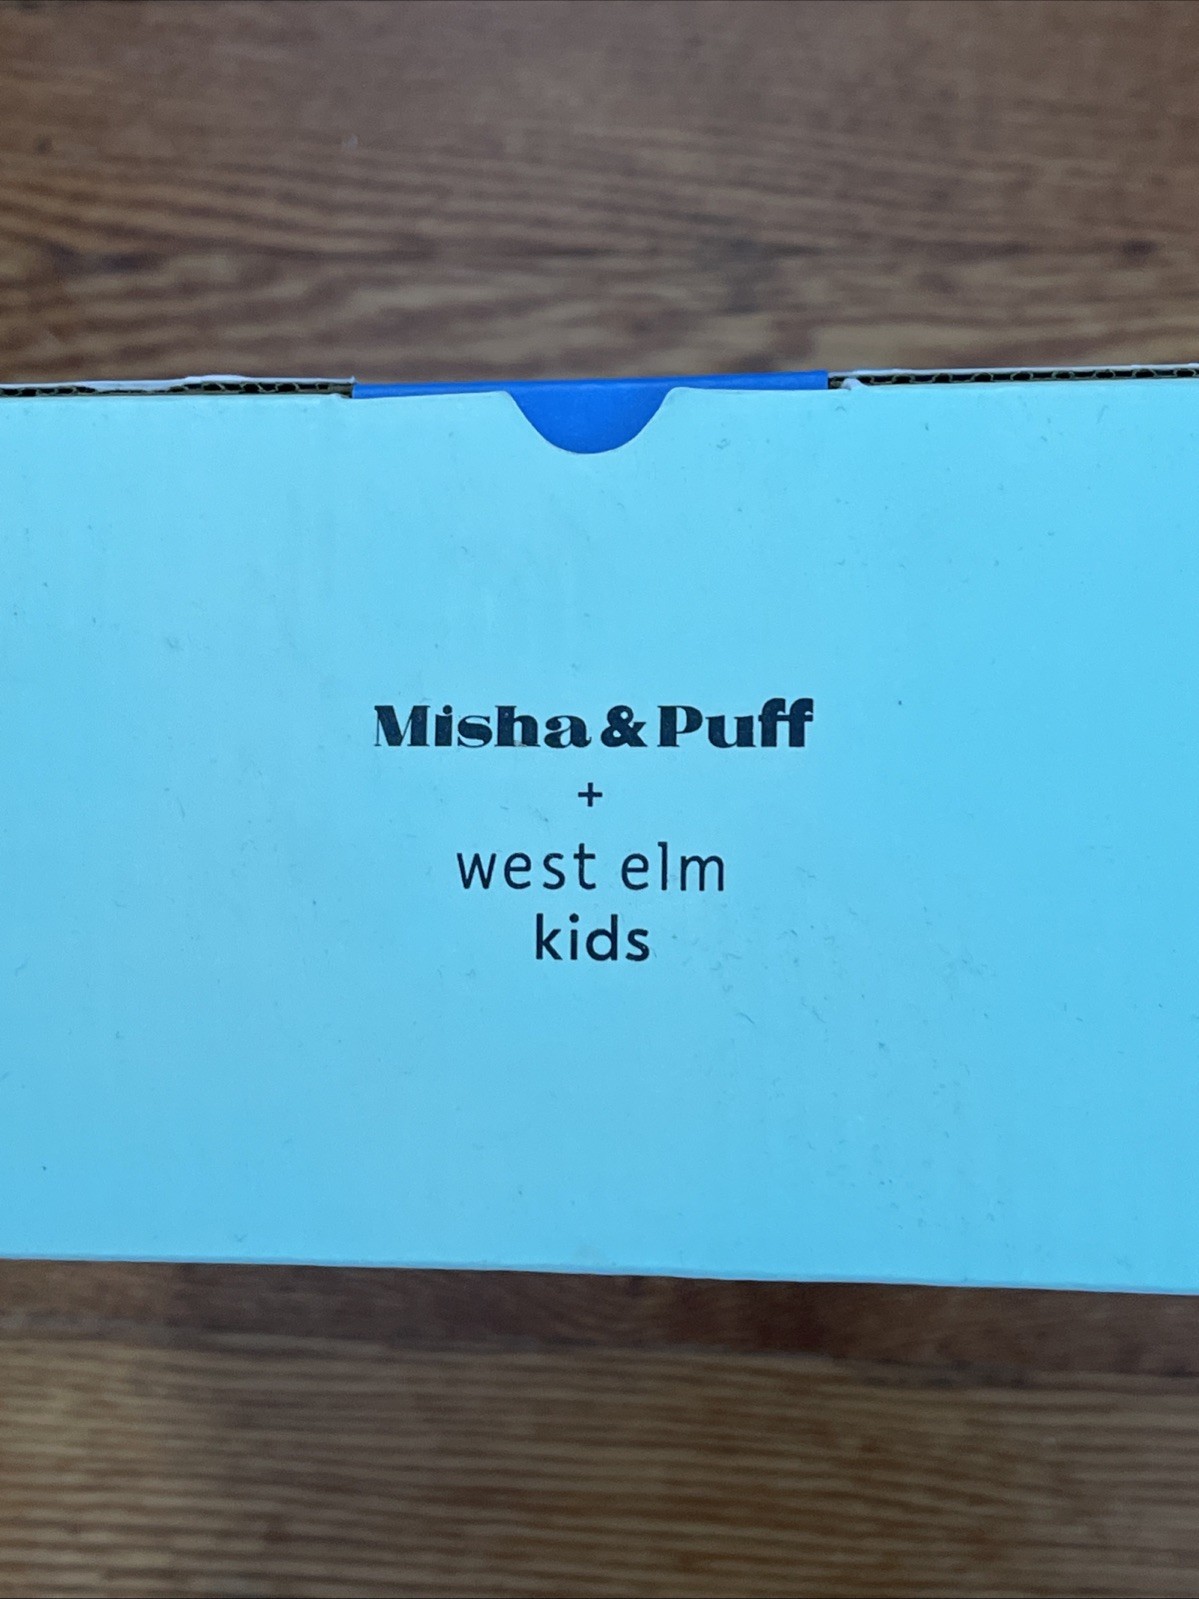 Misha & Puff
+
west elm
kids